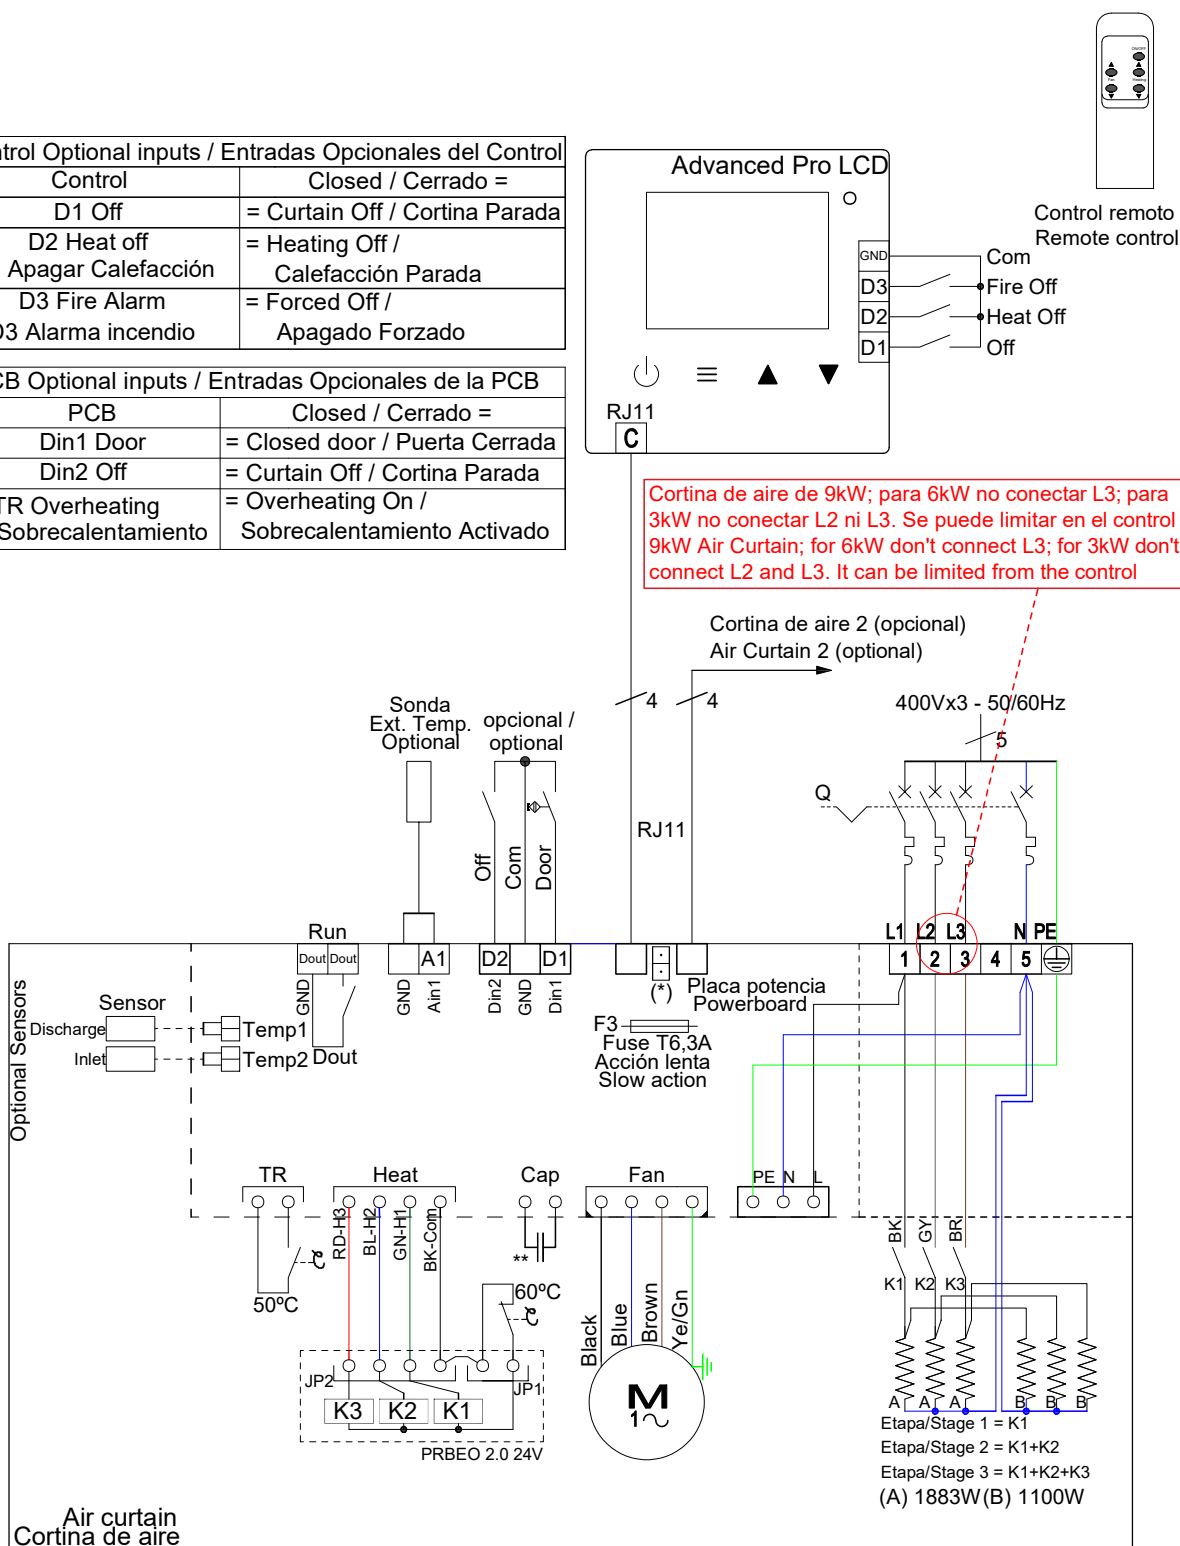 ON/OFF
Fan
Heating
Control remoto
Remote control
trol Optional inputs / Entradas Opcionales del Control
Control
Closed / Cerrado =
D1 Off
= Curtain Off / Cortina Parada
D2 Heat off
= Heating Off /
Apagar Calefacción
Calefacción Parada
D3 Fire Alarm
= Forced Off /
D3 Alarma incendio
Apagado Forzado
CB Optional inputs / Entradas Opcionales de la PCB
PCB
Closed / Cerrado =
Din1 Door
= Closed door / Puerta Cerrada
Din2 Off
= Curtain Off / Cortina Parada
TR Overheating
= Overheating On /
Sobrecalentamiento
Sobrecalentamiento Activado
Advanced Pro LCD
GND
D3
D2
D1
Com
Fire Off
Heat Off
Off
RJ11
C
Cortina de aire de 9kW; para 6kW no conectar L3; para
3kW no conectar L2 ni L3. Se puede limitar en el control
9kW Air Curtain; for 6kW don't connect L3; for 3kW don't
connect L2 and L3. It can be limited from the control
Cortina de aire 2 (opcional)
Air Curtain 2 (optional)
4
4
400Vx3 - 50/60Hz
5
Sonda
Ext. Temp.
Optional
opcional /
optional
Q
RJ11
Off
Com
Door
Run
L1 L2 L3 N PE
Dout Dout
A1
D2
D1
1 2 3 4 5
GND
GND
Ain1
Din2
GND
Din1
(*)
Placa potencia
Powerboard
F3
Fuse T6,3A
Acción lenta
Slow action
Optional Sensors
Sensor
Discharge
Temp1
Inlet
Temp2
Dout
TR
Heat
Cap
Fan
PE N L
RD-H3
BL-H2
GN-H1
BK-Com
**
50ºC
60ºC
Black
Blue
Brown
Ye/Gn
BK
GY
BR
K1
K2
K3
JP2
JP1
K3
K2
K1
PRBEO 2.0 24V
M
1
A A A B B B
Etapa/Stage 1 = K1
Etapa/Stage 2 = K1+K2
Etapa/Stage 3 = K1+K2+K3
(A) 1883W(B) 1100W
Air curtain
Cortina de aire